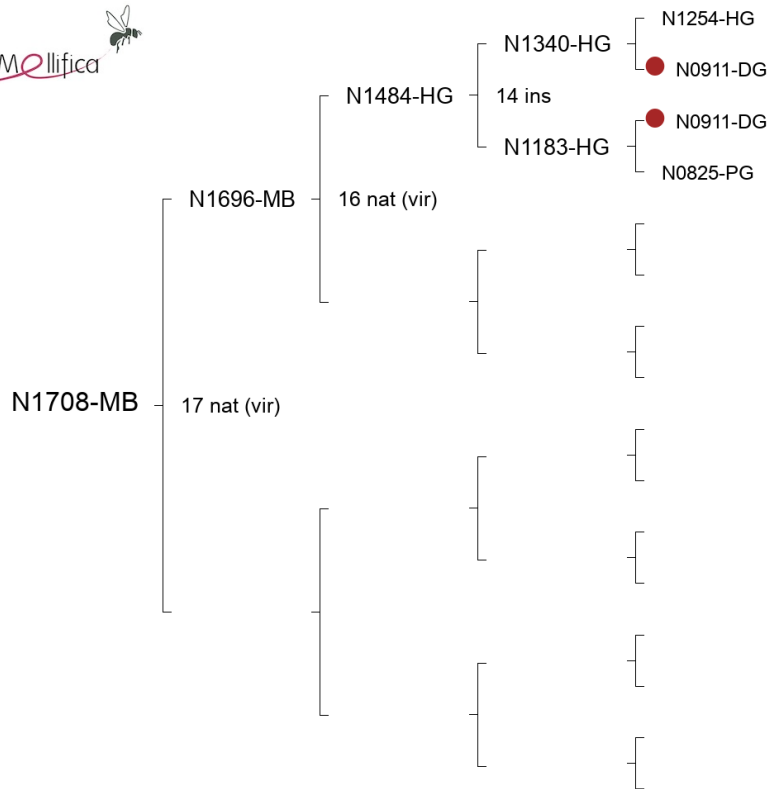 Mellifica
N1254-HG
N1340-HG
N0911-DG
N1484-HG
14 ins
N0911-DG
N1183-HG
N0825-PG
N1696-MB
16 nat (vir)
N1708-MB
17 nat (vir)